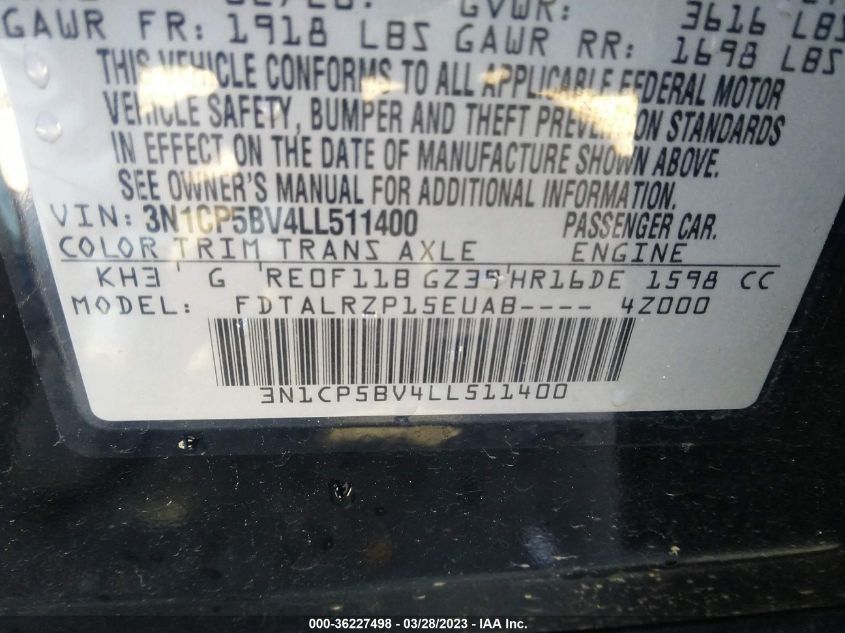 GVWR: 3616 LBS
GAWR FR: 1918 LBS GAWR RR: 1698 LBS
THIS VEHICLE CONFORMS TO ALL APPLICABLE FEDERAL MOTOR
VEHICLE SAFETY, BUMPER AND THEFT PREVENTION STANDARDS
IN EFFECT ON THE DATE OF MANUFACTURE SHOWN ABOVE.
SEE OWNER'S MANUAL FOR ADDITIONAL INFORMATION.
VIN: 3N1CP5BV4LL511400 PASSENGER CAR.
COLOR TRIM TRANS AXLE ENGINE
KH3 G RE0F11B GZ39 HR16DE 1598 CC
MODEL: FDTALRZP15EUAB---- 4Z000
3N1CP5BV4LL511400
000-36227498 - 03/28/2023 - IAA Inc.